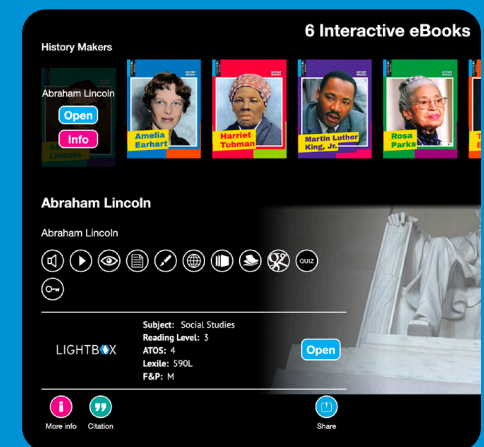 6 Interactive eBooks
History Makers
Abraham Lincoln
Open
Info
Amelia
Earhart
Harriet
Tubman
Martin Luther
King, Jr.
Rosa
Parks
Abraham Lincoln
Abraham Lincoln
QUIZ
Subject: Social Studies
Reading Level: 3
ATOS: 4
Lexile: 590L
F&P: M
LIGHTBOX
Open
More info
Citation
Share